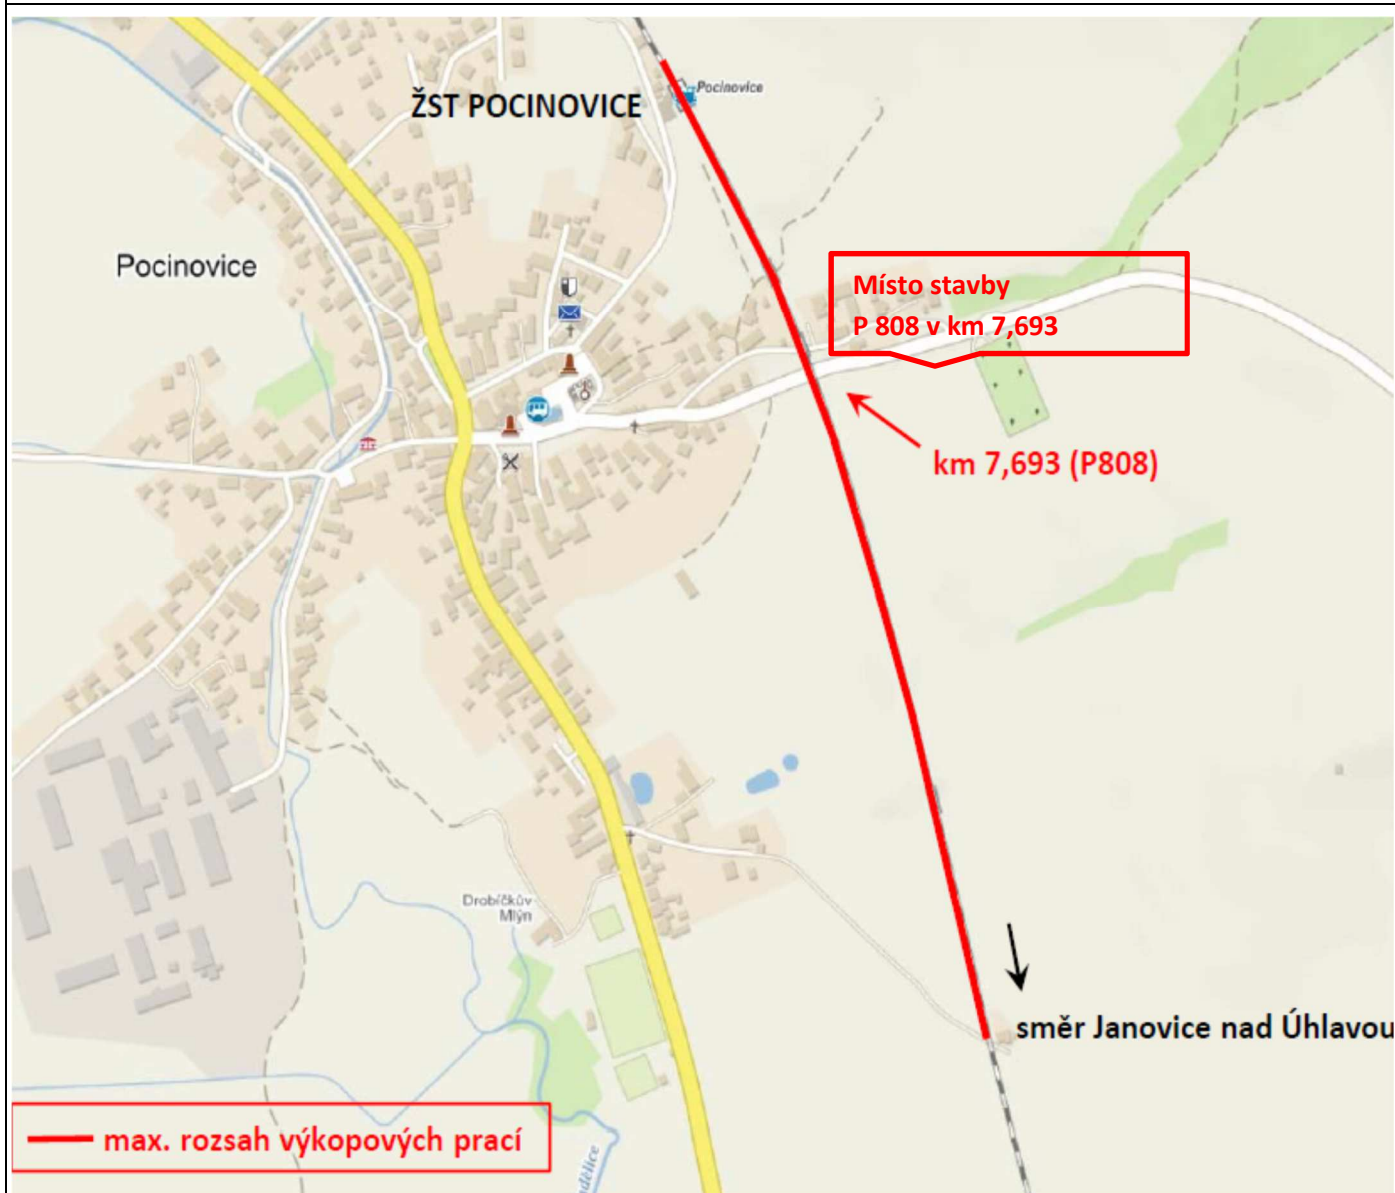 Pocinovice
ŽST POCINOVICE
Pocinovice
Místo stavby
P 808 v km 7,693
km 7,693 (P808)
Drobíčkův
Mlýn
směr Janovice nad Úhlavou
max. rozsah výkopových prací